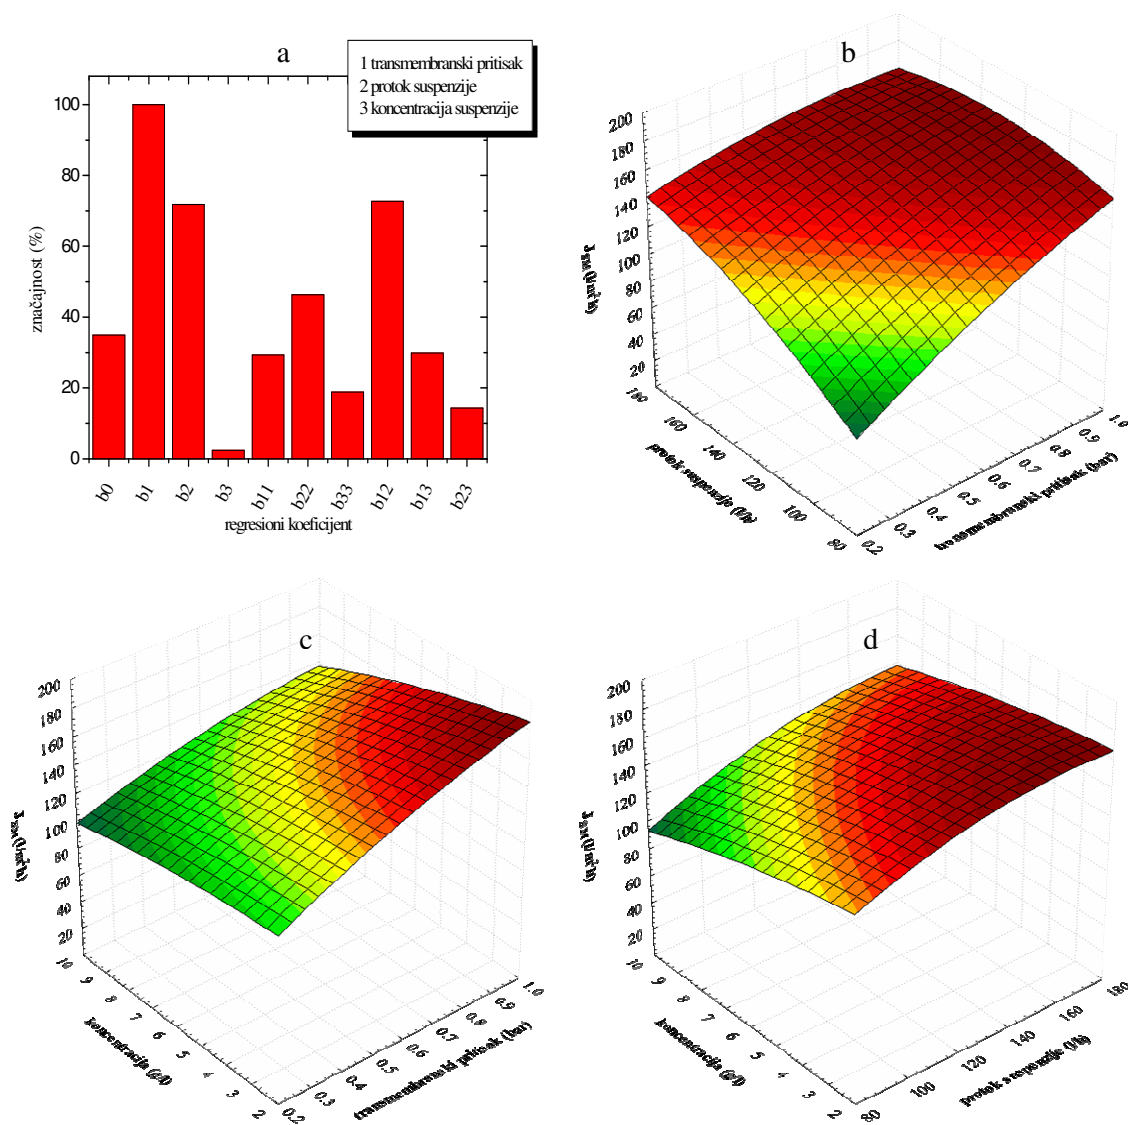 a
1 transmembranski pritisak
2 protok suspenzije
3 koncentracija suspenzije
100
80
60
40
20
0
značajnost (%)
b0 b1 b2 b3 b11 b22 b33 b12 b13 b23
regresioni koeficijent
b
200
180
160
140
120
100
80
60
40
20
180 160 140 120 100 80
protok suspenzije (l/h)
0.2 0.3 0.4 0.5 0.6 0.7 0.8 0.9 1.0
transmembranski pritisak (bar)
c
200
180
160
140
120
100
80
60
40
20
10 9 8 7 6 5 4 3 2
koncentracija (g/l)
0.2 0.3 0.4 0.5 0.6 0.7 0.8 0.9 1.0
transmembranski pritisak (bar)
d
200
180
160
140
120
100
80
60
40
20
10 9 8 7 6 5 4 3 2
koncentracija (g/l)
80 100 120 140 160 180
protok suspenzije (l/h)